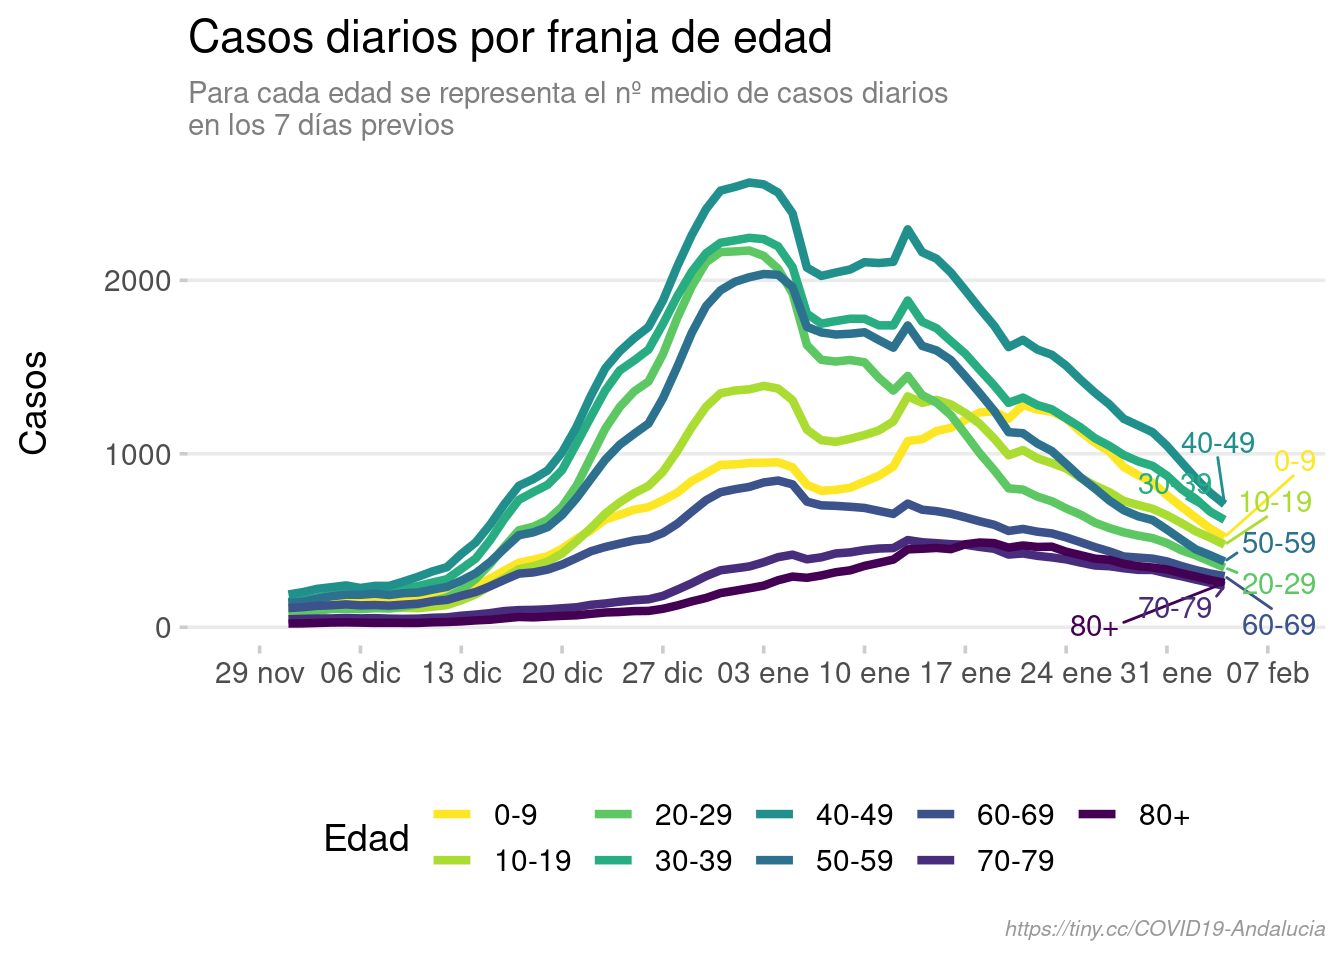 Casos diarios por franja de edad
Para cada edad se representa el nº medio de casos diarios
en los 7 días previos
Casos
2000
1000
0
40-49
0-9
30-39
10-19
50-59
20-29
70-79
80+
60-69
29 nov 06 dic 13 dic 20 dic 27 dic 03 ene 10 ene 17 ene 24 ene 31 ene 07 feb
Edad
0-9 20-29 40-49 60-69 80+
10-19 30-39 50-59 70-79
https://tiny.cc/COVID19-Andalucia